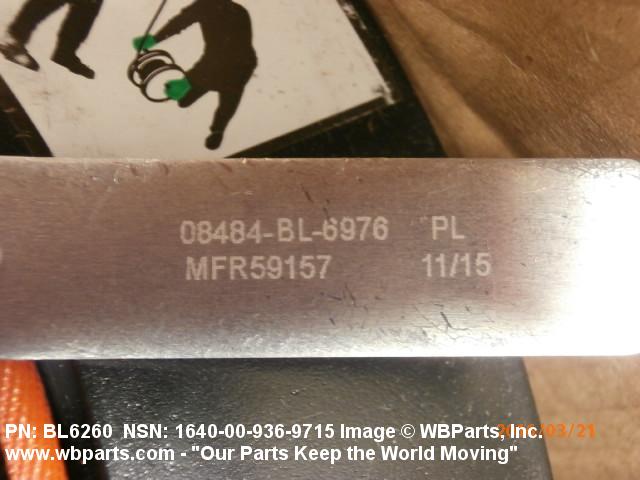 08484-BL-6976 PL
MFR59157 11/15
PN: BL6260 NSN: 1640-00-936-9715 Image © WBParts, Inc.
www.wbparts.com - "Our Parts Keep the World Moving"